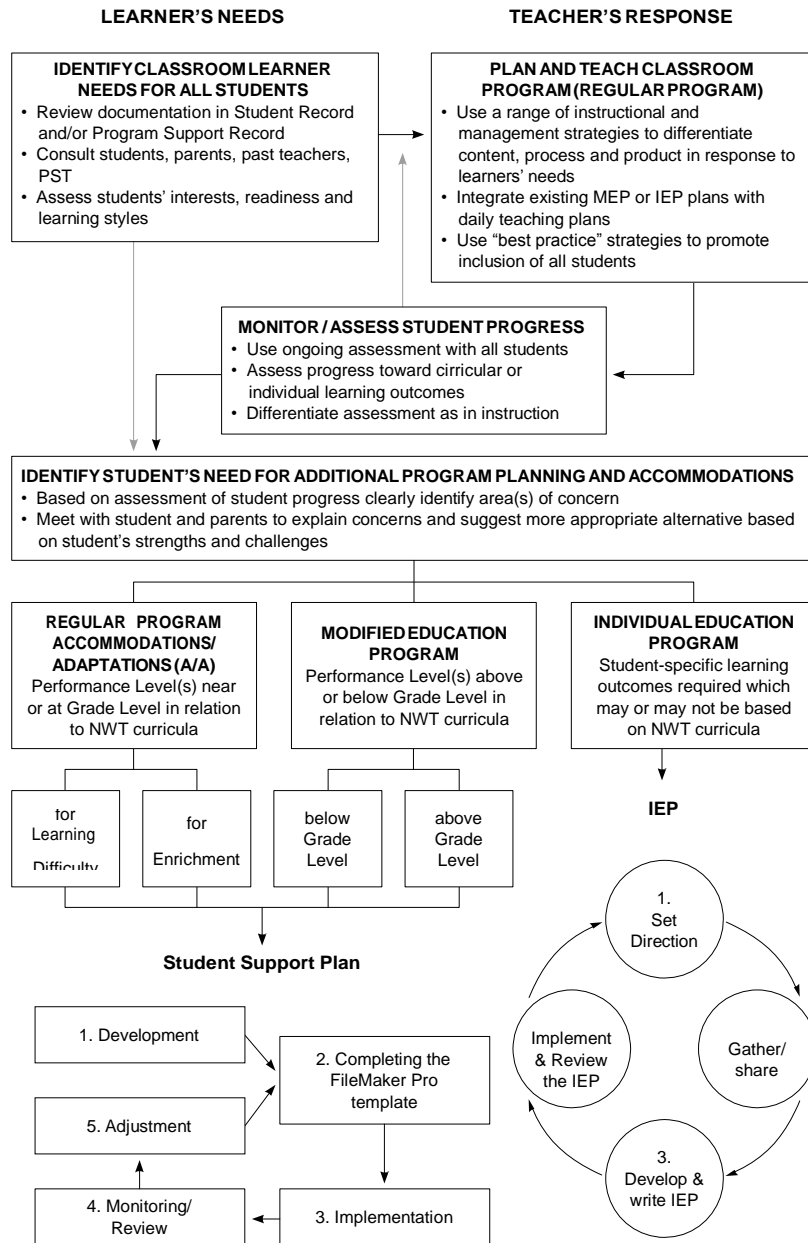 LEARNER'S NEEDS
TEACHER'S RESPONSE
IDENTIFY CLASSROOM LEARNER
NEEDS FOR ALL STUDENTS
• Review documentation in Student Record
and/or Program Support Record
• Consult students, parents, past teachers,
PST
• Assess students' interests, readiness and
learning styles
PLAN AND TEACH CLASSROOM
PROGRAM (REGULAR PROGRAM)
• Use a range of instructional and
management strategies to differentiate
content, process and product in response to
learners' needs
• Integrate existing MEP or IEP plans with
daily teaching plans
• Use “best practice” strategies to promote
inclusion of all students
MONITOR / ASSESS STUDENT PROGRESS
• Use ongoing assessment with all students
• Assess progress toward cirricular or
individual learning outcomes
• Differentiate assessment as in instruction
IDENTIFY STUDENT'S NEED FOR ADDITIONAL PROGRAM PLANNING AND ACCOMMODATIONS
• Based on assessment of student progress clearly identify area(s) of concern
• Meet with student and parents to explain concerns and suggest more appropriate alternative based
on student's strengths and challenges
REGULAR PROGRAM
ACCOMMODATIONS/
ADAPTATIONS (A/A)
Performance Level(s) near
or at Grade Level in relation
to NWT curricula
MODIFIED EDUCATION
PROGRAM
Performance Level(s) above
or below Grade Level in
relation to NWT curricula
INDIVIDUAL EDUCATION
PROGRAM
Student-specific learning
outcomes required which
may or may not be based
on NWT curricula
for
Learning
Difficulty
for
Enrichment
below
Grade
Level
above
Grade
Level
IEP
Student Support Plan
1. Development
2. Completing the
FileMaker Pro
template
5. Adjustment
4. Monitoring/
Review
3. Implementation
1.
Set
Direction
Implement
& Review
the IEP
Gather/
share
3.
Develop &
write IEP